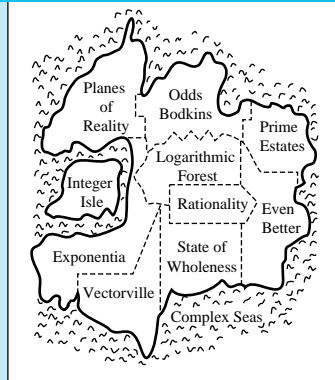 Planes
of
Reality
Odds
Bodkins
Prime
Estates
Logarithmic
Forest
Integer
Isle
Rationality
Even
Better
Exponentia
State of
Wholeness
Vectorville
Complex Seas